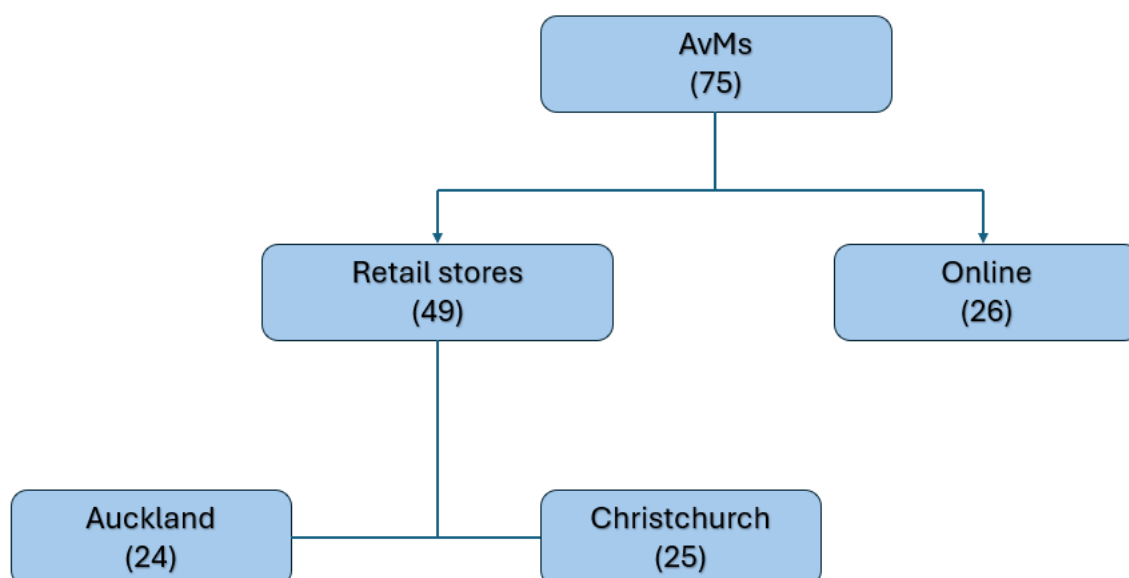 AvMs
(75)
Retail stores
(49)
Online
(26)
Auckland
(24)
Christchurch
(25)